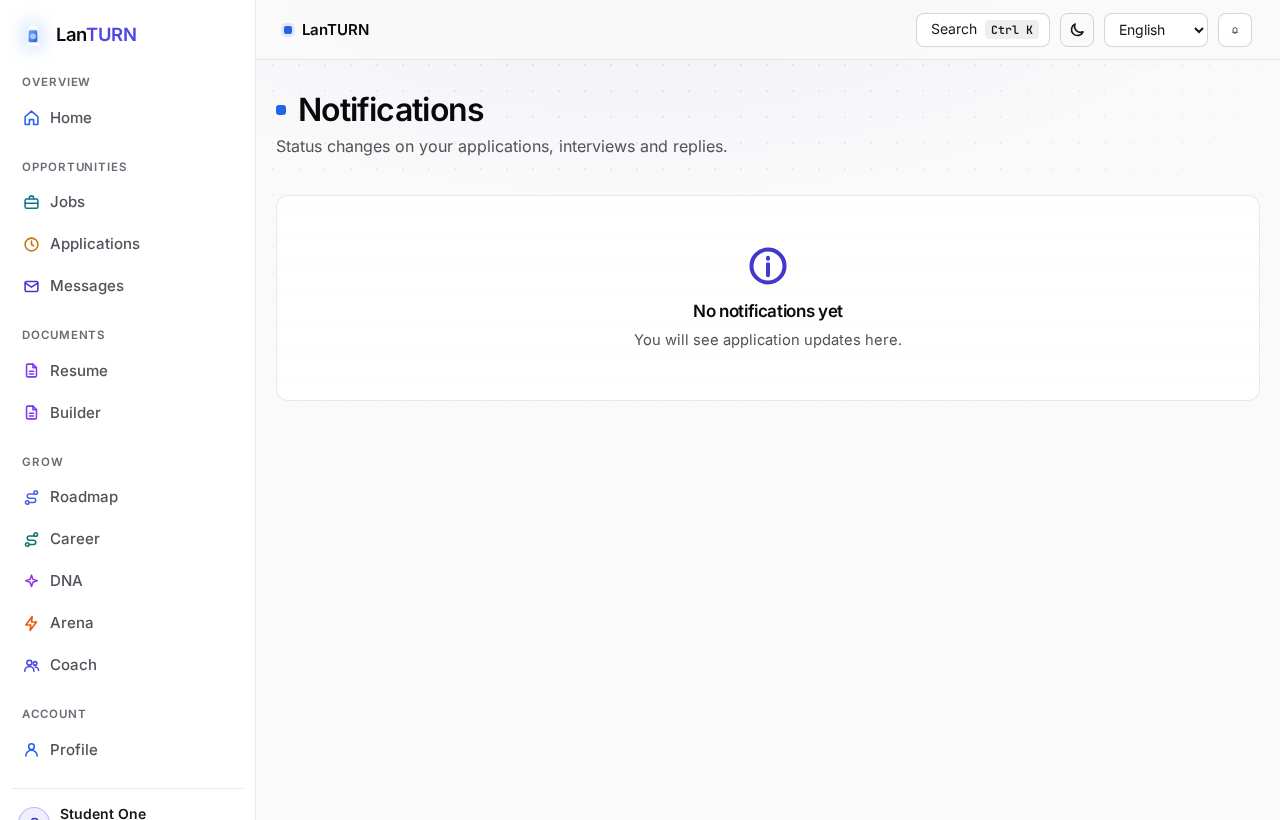 LanTURN
OVERVIEW
Home
OPPORTUNITIES
Jobs
Applications
Messages
DOCUMENTS
Resume
Builder
GROW
Roadmap
Career
DNA
Arena
Coach
ACCOUNT
Profile
Student One
LanTURN
Search Ctrl K
English
Notifications
Status changes on your applications, interviews and replies.
No notifications yet
You will see application updates here.